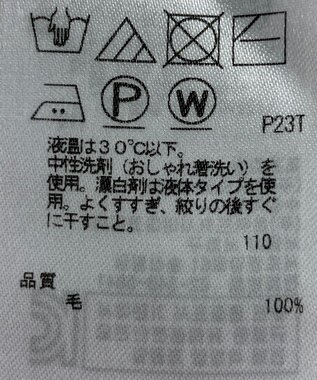 P
W
P23T
液温は30℃以下。
中性洗剤（おしゃれ着洗い）を
使用。漂白剤は液体タイプを使
用。よくすすぎ、絞りの後すぐ
に干すこと。
110
品質
毛 100%